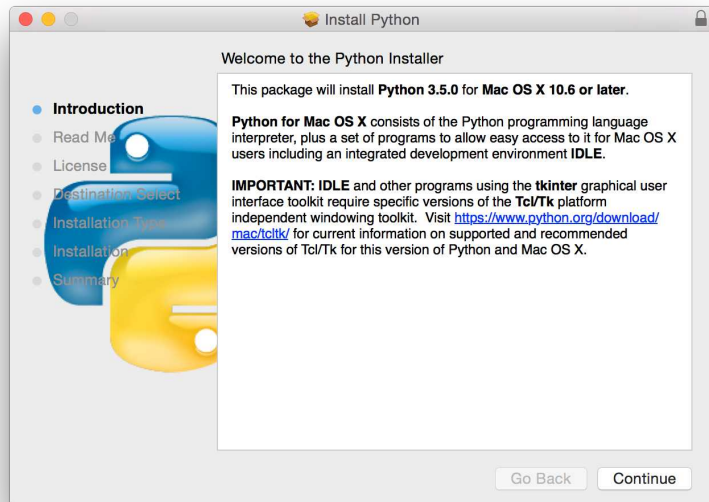 Install Python
Welcome to the Python Installer
Introduction
Read Me
License
Destination Select
Installation Type
Installation
Summary
This package will install Python 3.5.0 for Mac OS X 10.6 or later.
Python for Mac OS X consists of the Python programming language
interpreter, plus a set of programs to allow easy access to it for Mac OS X
users including an integrated development environment IDLE.
IMPORTANT: IDLE and other programs using the tkinter graphical user
interface toolkit require specific versions of the Tcl/Tk platform
independent windowing toolkit. Visit https://www.python.org/download/
mac/tcltk/ for current information on supported and recommended
versions of Tcl/Tk for this version of Python and Mac OS X.
Go Back
Continue